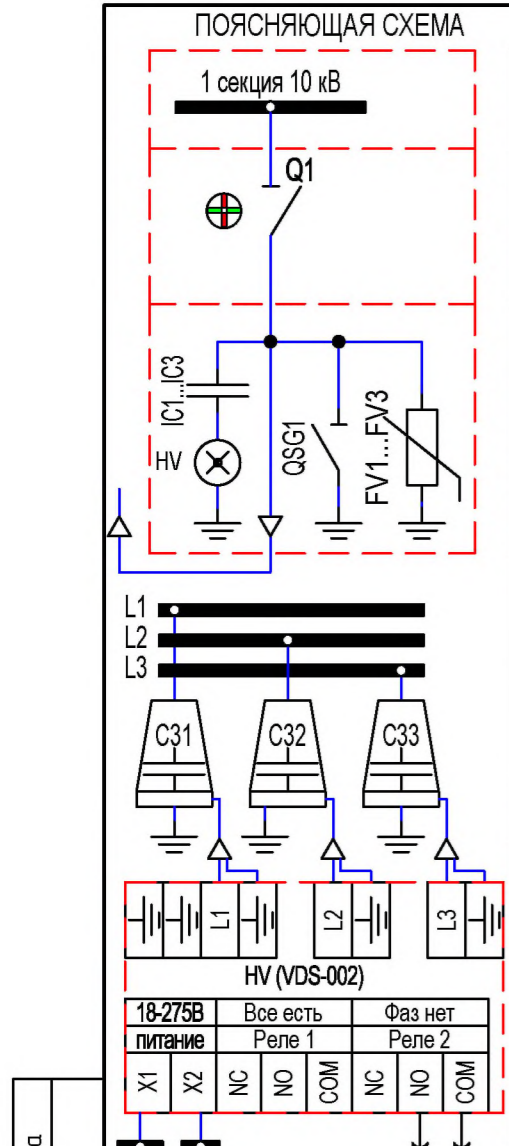 ПОЯСНЯЮЩАЯ СХЕМА
1 секция 10 кВ
Q1
IC1...IC3
HV
QSG1
FV1...FV3
L1
L2
L3
C31 C32 C33
L1 L2 L3
HV (VDS-002)
18-275В Все есть Фаз нет
питание Реле 1 Реле 2
X1 X2 NC NO COM NC NO COM